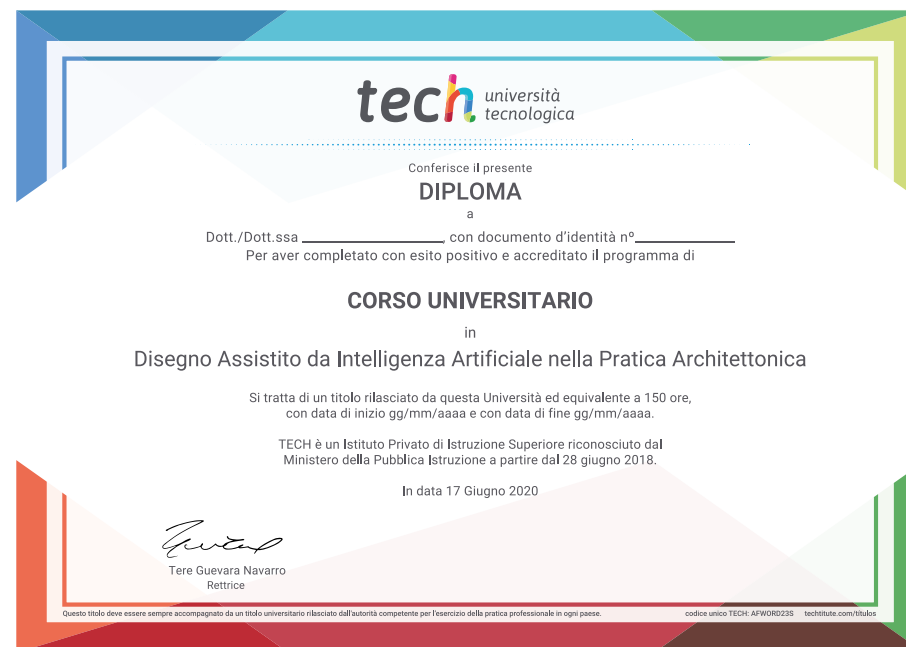 tech università
tecnologica
Conferisce il presente
DIPLOMA
a
Dott./Dott.ssa ____________________, con documento d'identità nº______________
Per aver completato con esito positivo e accreditato il programma di
CORSO UNIVERSITARIO
in
Disegno Assistito da Intelligenza Artificiale nella Pratica Architettonica
Si tratta di un titolo rilasciato da questa Università ed equivalente a 150 ore,
con data di inizio gg/mm/aaaa e con data di fine gg/mm/aaaa.
TECH è un Istituto Privato di Istruzione Superiore riconosciuto dal
Ministero della Pubblica Istruzione a partire dal 28 giugno 2018.
In data 17 Giugno 2020
Tere Guevara Navarro
Rettrice
Questo titolo deve essere sempre accompagnato da un titolo universitario rilasciato dall'autorità competente per l'esercizio della pratica professionale in ogni paese. codice unico TECH: AFWORD23S techtitute.com/títulos